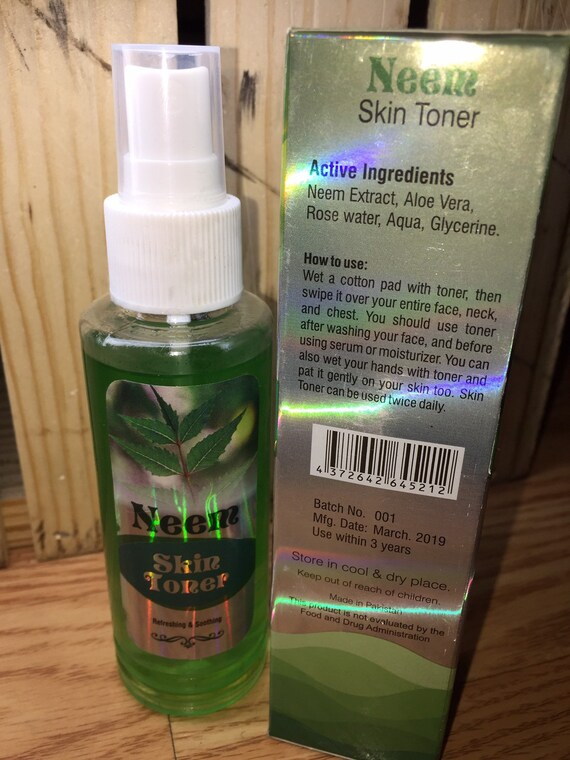 Neem
Skin
Toner
Refreshing & Soothing
Neem
Skin Toner
Active Ingredients
Neem Extract, Aloe Vera,
Rose water, Aqua, Glycerine.
How to use:
Wet a cotton pad with toner, then
swipe it over your entire face, neck,
and chest. You should use toner
after washing your face, and before
using serum or moisturizer. You can
also wet your hands with toner and
pat it gently on your skin too. Skin
Toner can be used twice daily.
4 372642 645212
Batch No. 001
Mfg. Date: March. 2019
Use within 3 years
Store in cool & dry place.
Keep out of reach of children.
Made in Pakistan
This product is not evaluated by the
Food and Drug Administration